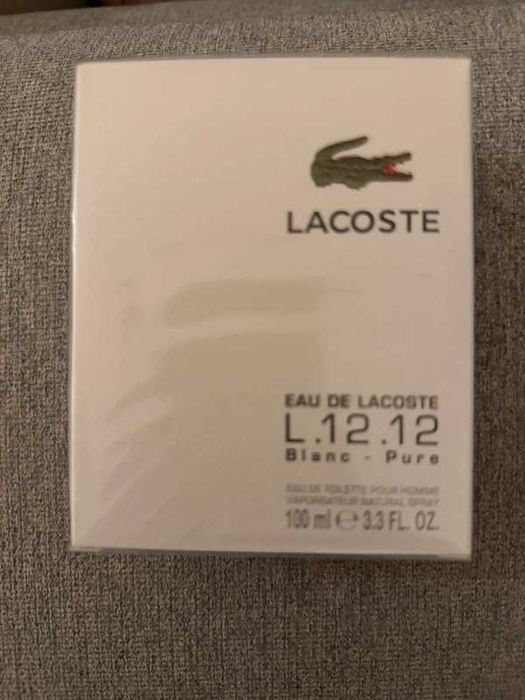 LACOSTE
EAU DE LACOSTE
L.12.12
Blanc - Pure
EAU DE TOILETTE POUR HOMME
VAPORISATEUR NATURAL SPRAY
100 ml ℮ 3.3 FL. OZ.